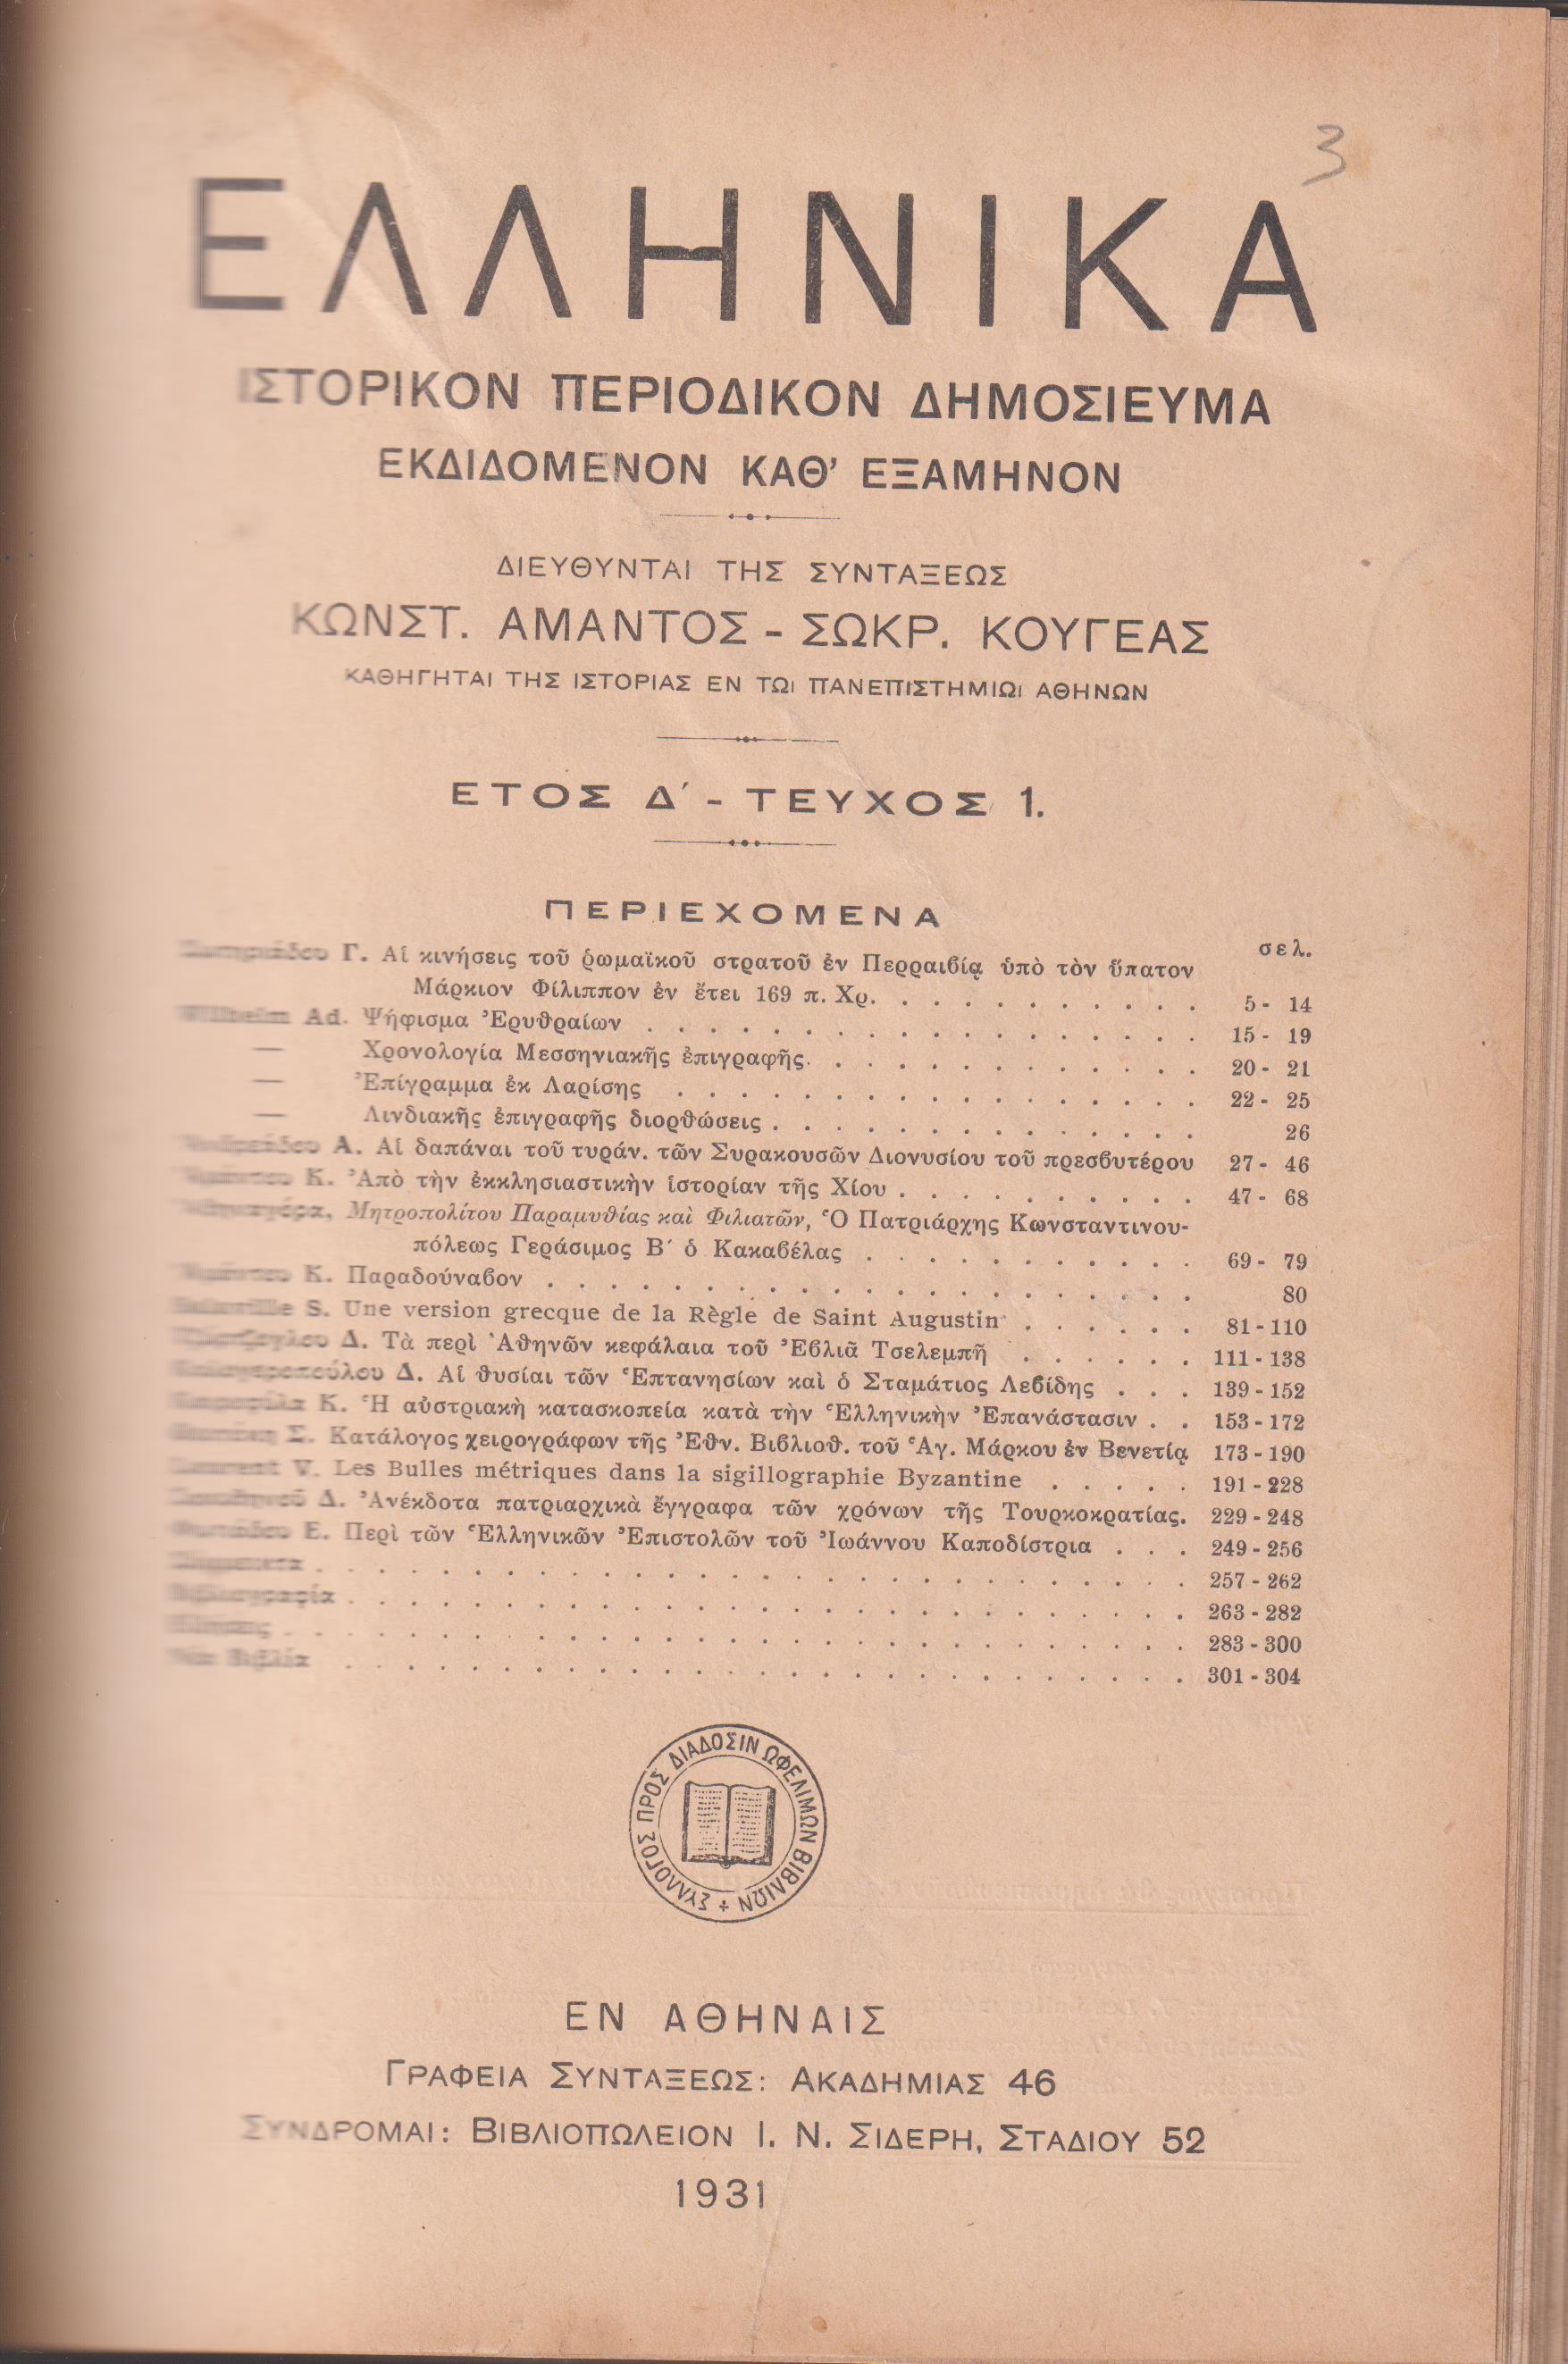 3
ΕΛΛΗΝΙΚΑ
ΙΣΤΟΡΙΚΟΝ ΠΕΡΙΟΔΙΚΟΝ ΔΗΜΟΣΙΕΥΜΑ
ΕΚΔΙΔΟΜΕΝΟΝ ΚΑΘ' ΕΞΑΜΗΝΟΝ
ΔΙΕΥΘΥΝΤΑΙ ΤΗΣ ΣΥΝΤΑΞΕΩΣ
ΚΩΝΣΤ. ΑΜΑΝΤΟΣ - ΣΩΚΡ. ΚΟΥΓΕΑΣ
ΚΑΘΗΓΗΤΑΙ ΤΗΣ ΙΣΤΟΡΙΑΣ ΕΝ ΤΩΙ ΠΑΝΕΠΙΣΤΗΜΙΩΙ ΑΘΗΝΩΝ
ΕΤΟΣ Δ΄ - ΤΕΥΧΟΣ 1.
ΠΕΡΙΕΧΟΜΕΝΑ
σελ.
Γ. Αἱ κινήσεις τοῦ ῥωμαϊκοῦ στρατοῦ ἐν Περραιβίᾳ ὑπὸ τὸν ὕπατον
Μάρκιον Φίλιππον ἐν ἔτει 169 π. Χρ. . . . . . . . . . . 5 - 14
Wilhelm Ad. Ψήφισμα Ἐρυθραίων . . . . . . . . . . . . . . . . . 15 - 19
— Χρονολογία Μεσσηνιακῆς ἐπιγραφῆς. . . . . . . . . . . . . 20 - 21
— Ἐπίγραμμα ἐκ Λαρίσης . . . . . . . . . . . . . . . . . 22 - 25
— Λινδιακῆς ἐπιγραφῆς διορθώσεις . . . . . . . . . . . . . . 26
Α. Αἱ δαπάναι τοῦ τυράν. τῶν Συρακουσῶν Διονυσίου τοῦ πρεσβυτέρου 27 - 46
Κ. Ἀπὸ τὴν ἐκκλησιαστικὴν ἱστορίαν τῆς Χίου . . . . . . . . . . 47 - 68
Μητροπολίτου Παραμυθίας καὶ Φιλιατῶν, Ὁ Πατριάρχης Κωνσταντινου-
πόλεως Γεράσιμος Β΄ ὁ Κακαβέλας . . . . . . . . . . . 69 - 79
Κ. Παραδούναβον . . . . . . . . . . . . . . . . . . . . . 80
S. Une version grecque de la Règle de Saint Augustin . . . . . . 81 - 110
Δ. Τὰ περὶ Ἀθηνῶν κεφάλαια τοῦ Ἐβλιᾶ Τσελεμπῆ . . . . . . 111 - 138
Δ. Αἱ θυσίαι τῶν Ἑπτανησίων καὶ ὁ Σταμάτιος Λεβίδης . . . 139 - 152
Κ. Ἡ αὐστριακὴ κατασκοπεία κατὰ τὴν Ἑλληνικὴν Ἐπανάστασιν . . 153 - 172
Σ. Κατάλογος χειρογράφων τῆς Ἐθν. Βιβλιοθ. τοῦ Ἁγ. Μάρκου ἐν Βενετίᾳ 173 - 190
Laurent V. Les Bulles métriques dans la sigillographie Byzantine . . . . . 191 - 228
Δ. Ἀνέκδοτα πατριαρχικὰ ἔγγραφα τῶν χρόνων τῆς Τουρκοκρατίας. 229 - 248
Ε. Περὶ τῶν Ἑλληνικῶν Ἐπιστολῶν τοῦ Ἰωάννου Καποδίστρια . . . 249 - 256
. . . . . . . . . . . . . . . . . . . . . . . . . . . . 257 - 262
Βιβλιογραφία . . . . . . . . . . . . . . . . . . . . . . . . . . . 263 - 282
. . . . . . . . . . . . . . . . . . . . . . . . . . . . 283 - 300
Νέα Βιβλία . . . . . . . . . . . . . . . . . . . . . . . . . . . 301 - 304
ΣΥΛΛΟΓΟΣ ΠΡΟΣ ΔΙΑΔΟΣΙΝ ΩΦΕΛΙΜΩΝ ΒΙΒΛΙΩΝ +
ΕΝ ΑΘΗΝΑΙΣ
ΓΡΑΦΕΙΑ ΣΥΝΤΑΞΕΩΣ: ΑΚΑΔΗΜΙΑΣ 46
ΣΥΝΔΡΟΜΑΙ: ΒΙΒΛΙΟΠΩΛΕΙΟΝ Ι. Ν. ΣΙΔΕΡΗ, ΣΤΑΔΙΟΥ 52
1931